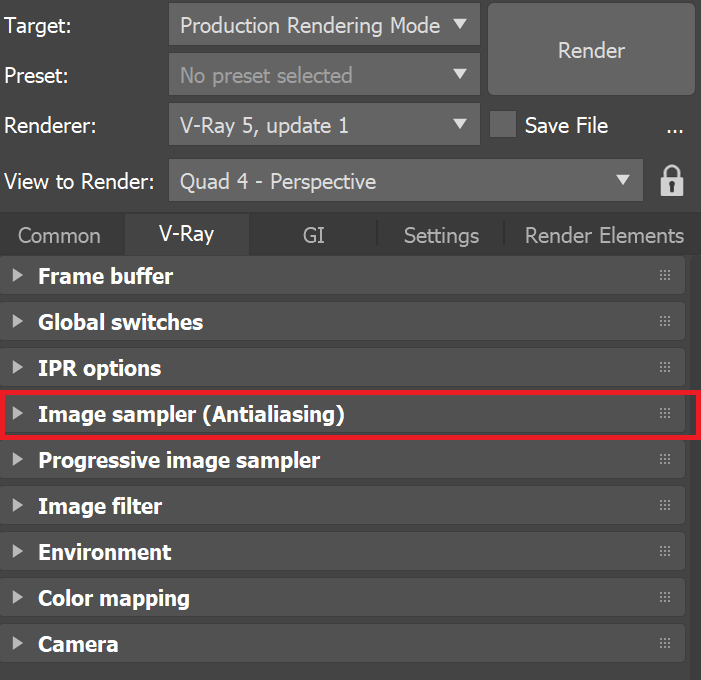 Target: Production Rendering Mode Render
Preset: No preset selected
Renderer: V-Ray 5, update 1 Save File ...
View to Render: Quad 4 - Perspective
Common V-Ray GI Settings Render Elements
Frame buffer
Global switches
IPR options
Image sampler (Antialiasing)
Progressive image sampler
Image filter
Environment
Color mapping
Camera